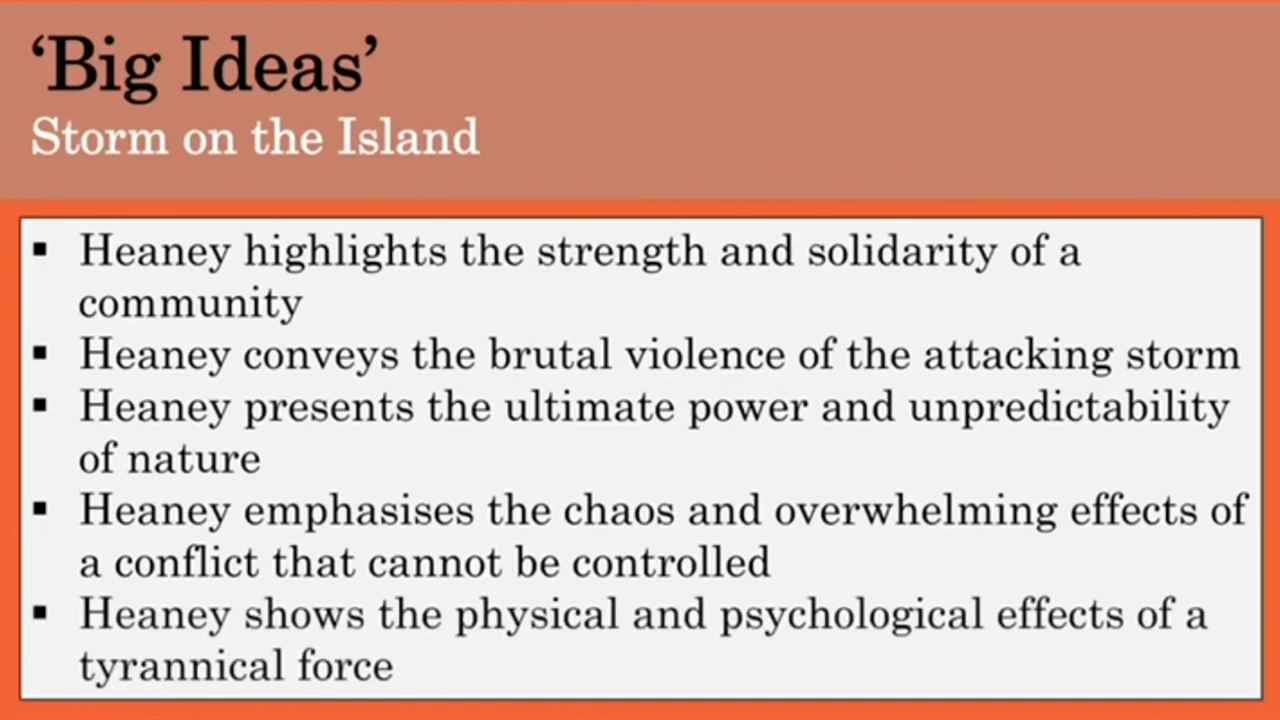 ‘Big Ideas’
Storm on the Island
▪ Heaney highlights the strength and solidarity of a
community
▪ Heaney conveys the brutal violence of the attacking storm
▪ Heaney presents the ultimate power and unpredictability
of nature
▪ Heaney emphasises the chaos and overwhelming effects of
a conflict that cannot be controlled
▪ Heaney shows the physical and psychological effects of a
tyrannical force